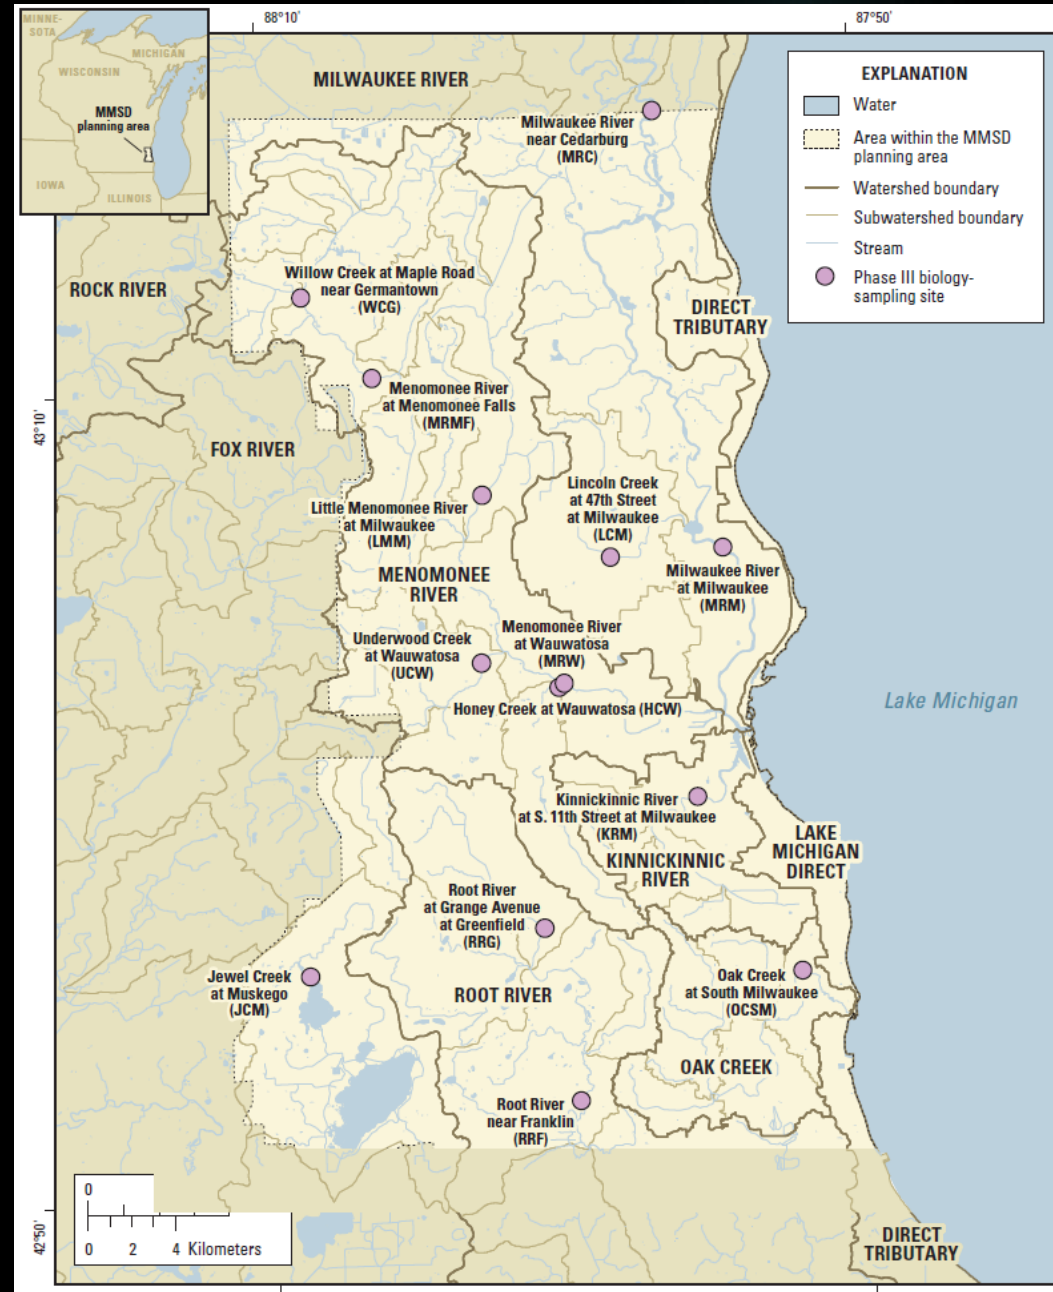 88°10'
87°50'
MINNE-
SOTA
MICHIGAN
WISCONSIN
MMSD
planning area
IOWA
ILLINOIS
MILWAUKEE RIVER
Milwaukee River
near Cedarburg
(MRC)
EXPLANATION
Water
Area within the MMSD
planning area
Watershed boundary
Subwatershed boundary
Stream
Phase III biology-
sampling site
ROCK RIVER
Willow Creek at Maple Road
near Germantown
(WCG)
DIRECT
TRIBUTARY
Menomonee River
at Menomonee Falls
(MRMF)
43°10'
FOX RIVER
Little Menomonee River
at Milwaukee
(LMM)
Lincoln Creek
at 47th Street
at Milwaukee
(LCM)
MENOMONEE
RIVER
Milwaukee River
at Milwaukee
(MRM)
Underwood Creek
at Wauwatosa
(UCW)
Menomonee River
at Wauwatosa
(MRW)
Honey Creek at Wauwatosa (HCW)
Lake Michigan
Kinnickinnic River
at S. 11th Street at Milwaukee
(KRM)
KINNICKINNIC
RIVER
LAKE
MICHIGAN
DIRECT
Root River
at Grange Avenue
at Greenfield
(RRG)
Jewel Creek
at Muskego
(JCM)
ROOT RIVER
Oak Creek
at South Milwaukee
(OCSM)
OAK CREEK
Root River
near Franklin
(RRF)
42°50'
0
0 2 4 Kilometers
DIRECT
TRIBUTARY